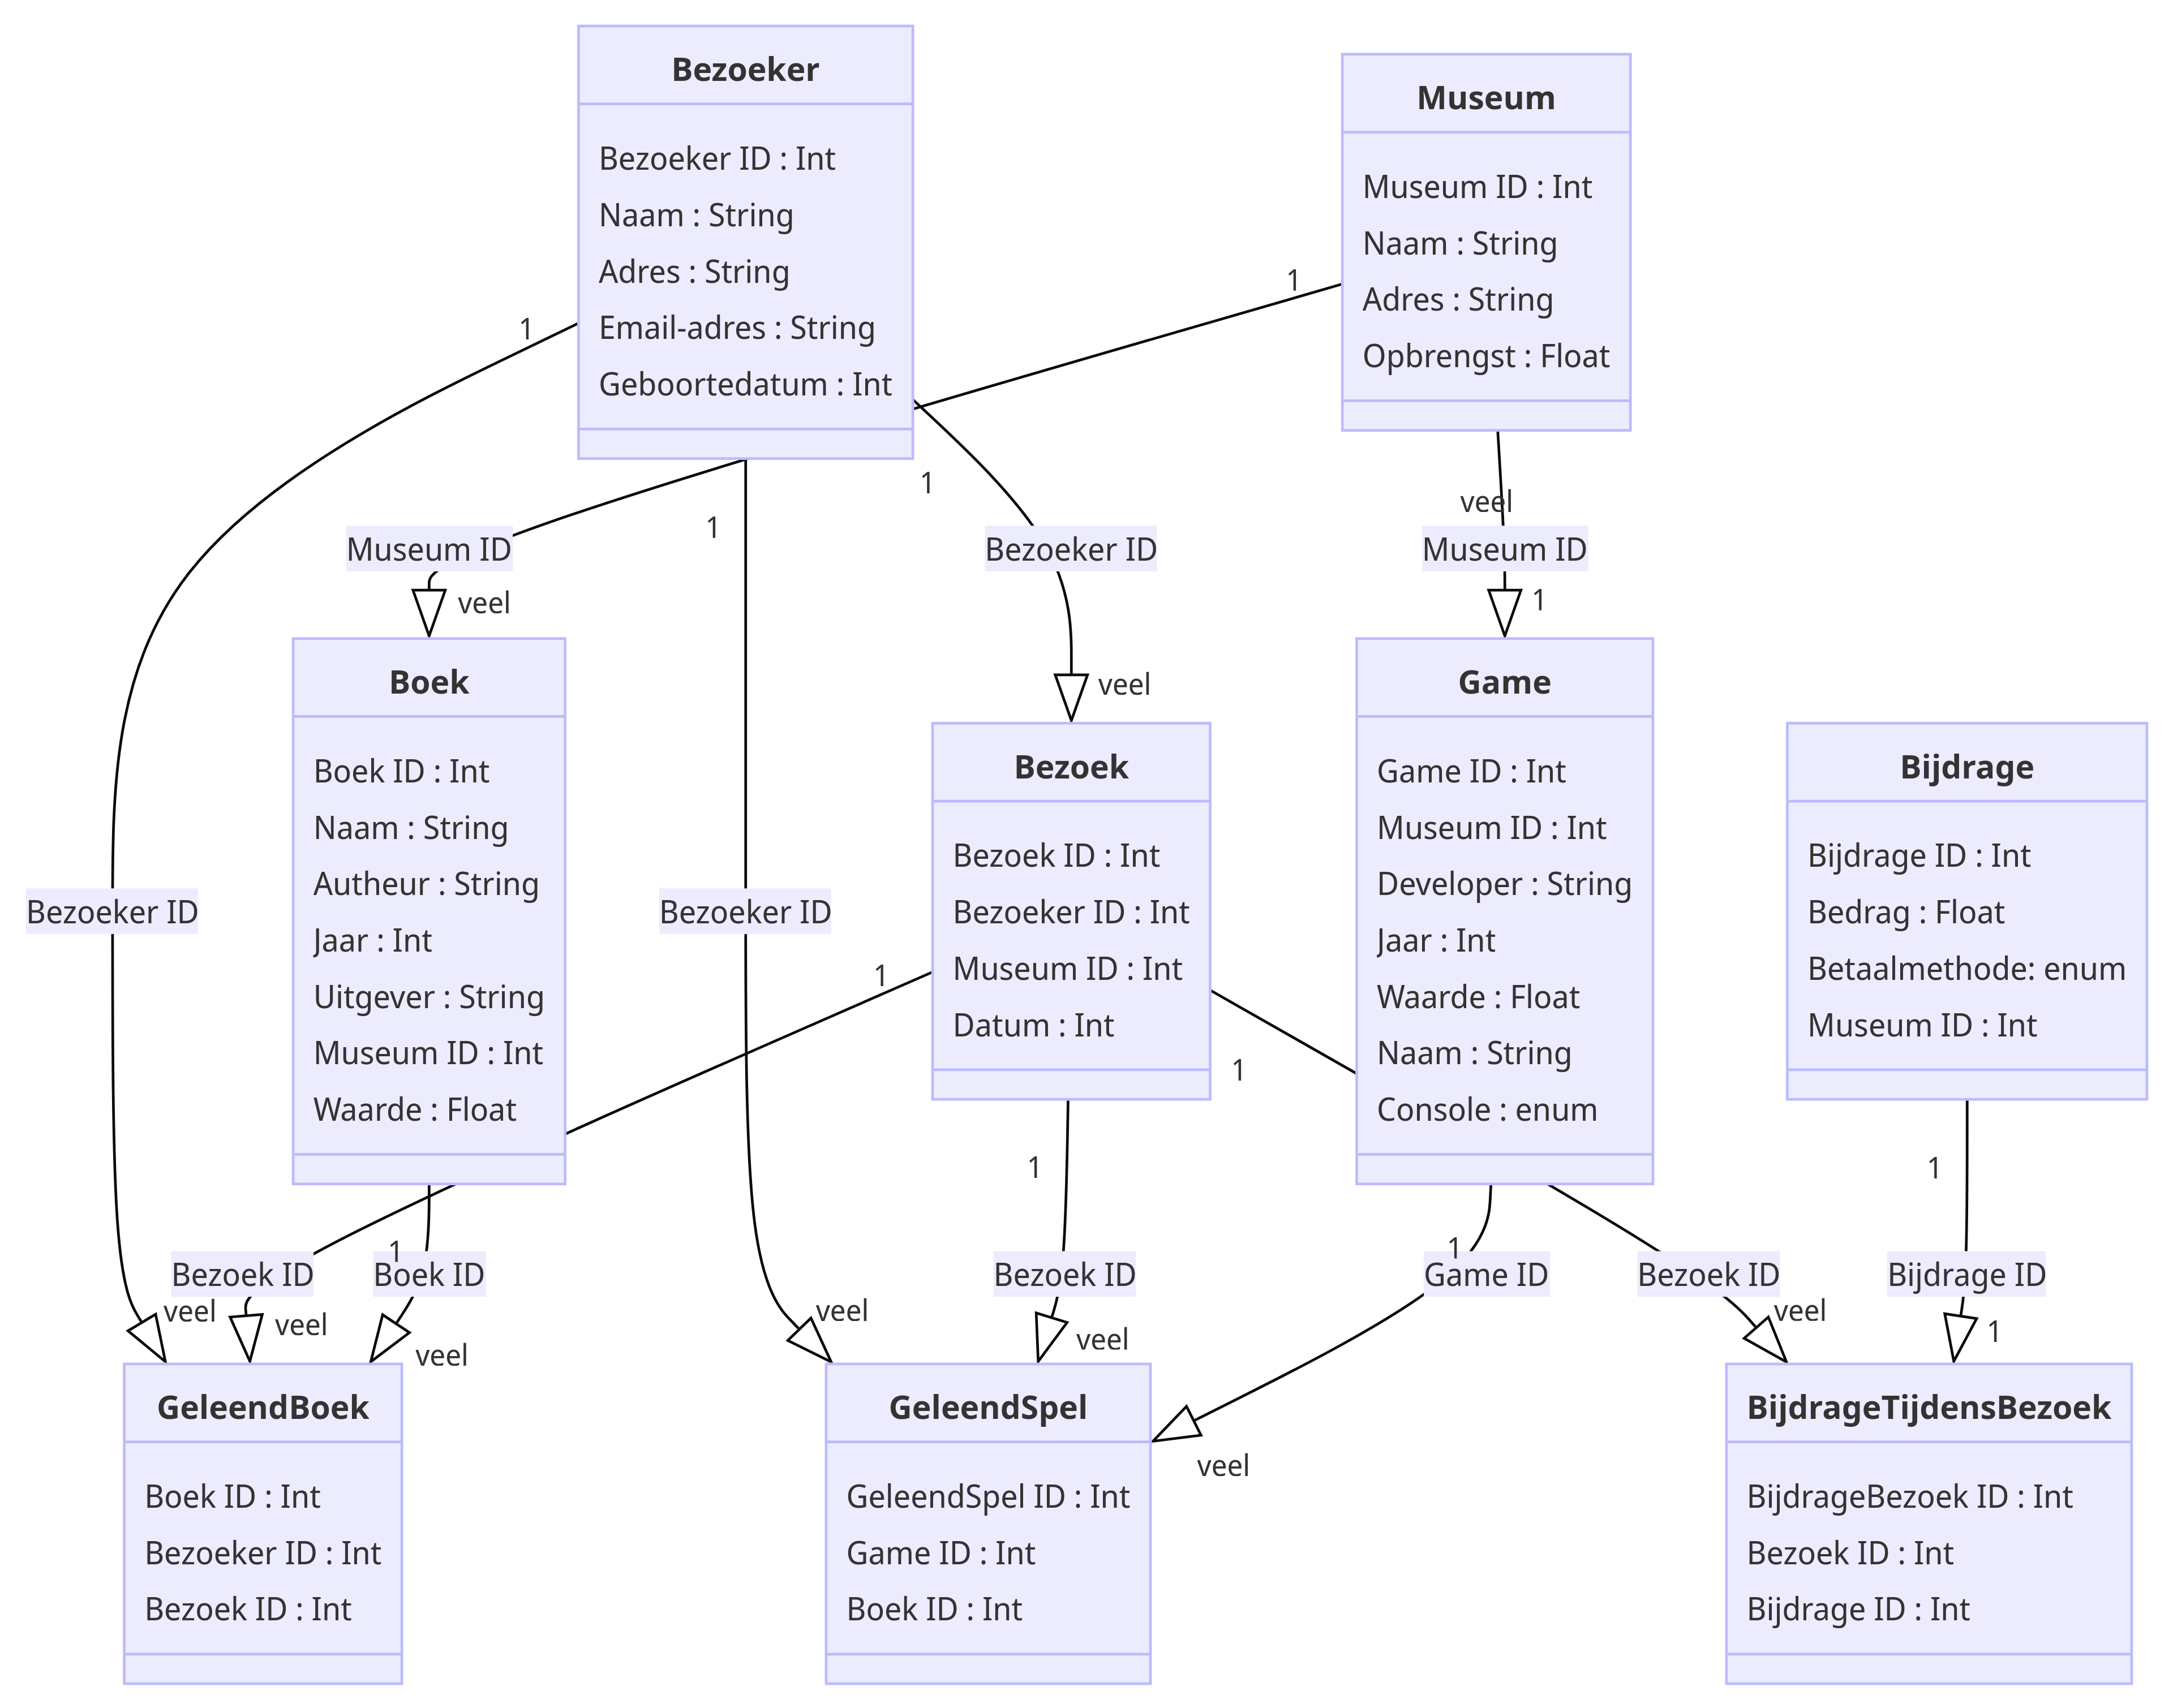 Bezoeker
Bezoeker ID : Int
Naam : String
Adres : String
Email-adres : String
Geboortedatum : Int
Museum
Museum ID : Int
Naam : String
Adres : String
Opbrengst : Float
1
1
1
1
veel
Museum ID
Bezoeker ID
Museum ID
veel
1
veel
Boek
Boek ID : Int
Naam : String
Autheur : String
Jaar : Int
Uitgever : String
Museum ID : Int
Waarde : Float
Bezoek
Bezoek ID : Int
Bezoeker ID : Int
Museum ID : Int
Datum : Int
Game
Game ID : Int
Museum ID : Int
Developer : String
Jaar : Int
Waarde : Float
Naam : String
Console : enum
Bijdrage
Bijdrage ID : Int
Bedrag : Float
Betaalmethode: enum
Museum ID : Int
Bezoeker ID
Bezoeker ID
1
1
1
1
1
1
Bezoek ID
Boek ID
Bezoek ID
Game ID
Bezoek ID
Bijdrage ID
veel
veel
veel
veel
veel
veel
veel
1
GeleendBoek
Boek ID : Int
Bezoeker ID : Int
Bezoek ID : Int
GeleendSpel
GeleendSpel ID : Int
Game ID : Int
Boek ID : Int
BijdrageTijdensBezoek
BijdrageBezoek ID : Int
Bezoek ID : Int
Bijdrage ID : Int